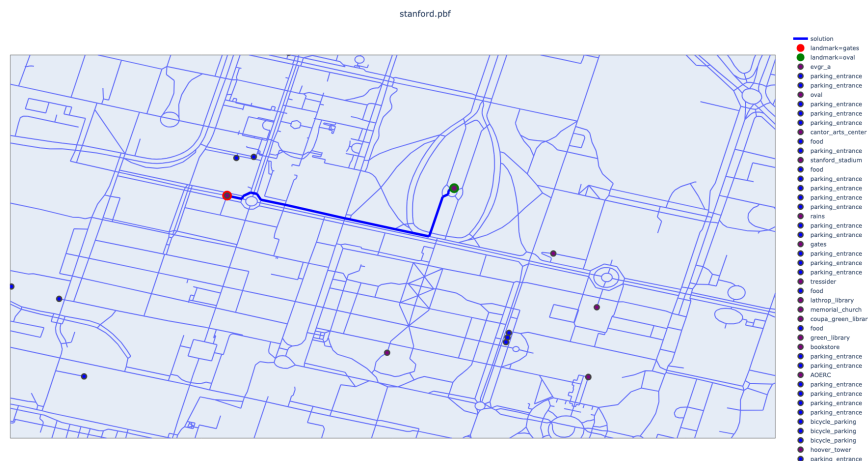 stanford.pbf
solution
landmark=gates
landmark=oval
evgr_a
parking_entrance
parking_entrance
oval
parking_entrance
parking_entrance
parking_entrance
cantor_arts_center
food
parking_entrance
stanford_stadium
food
parking_entrance
parking_entrance
parking_entrance
parking_entrance
rains
parking_entrance
parking_entrance
gates
parking_entrance
parking_entrance
parking_entrance
tressider
food
lathrop_library
memorial_church
coupa_green_librar
food
green_library
bookstore
parking_entrance
parking_entrance
AOERC
parking_entrance
parking_entrance
parking_entrance
parking_entrance
bicycle_parking
bicycle_parking
bicycle_parking
hoover_tower
parking_entrance